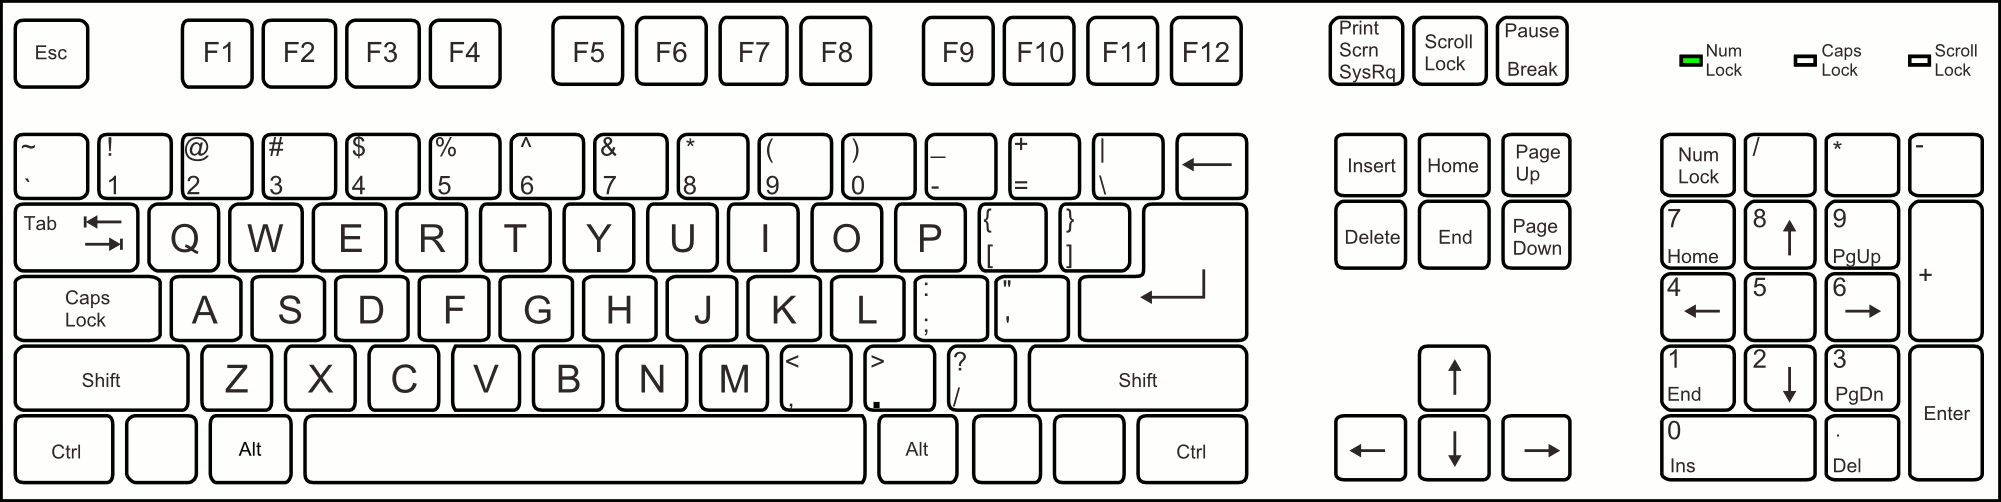 Esc F1 F2 F3 F4 F5 F6 F7 F8 F9 F10 F11 F12
Print
Scrn
SysRq
Scroll
Lock
Pause
Break
Num
Lock
Caps
Lock
Scroll
Lock
~ ! @ # $ % ^ & * ( ) _ + |
` 1 2 3 4 5 6 7 8 9 0 - = \ ←
Insert Home
Page
Up
Num
Lock
/ * -
Tab Q W E R T Y U I O P
{ }
[ ]
Delete End
Page
Down
7 8 ↑ 9
Home PgUp
+
Caps
Lock
A S D F G H J K L
: "
; '
4 ← 5 6 →
Shift Z X C V B N M
< > ?
, . /
Shift
↑
1 2 ↓ 3
End PgDn
Enter
Ctrl Alt Alt Ctrl
← ↓ →
0 .
Ins Del